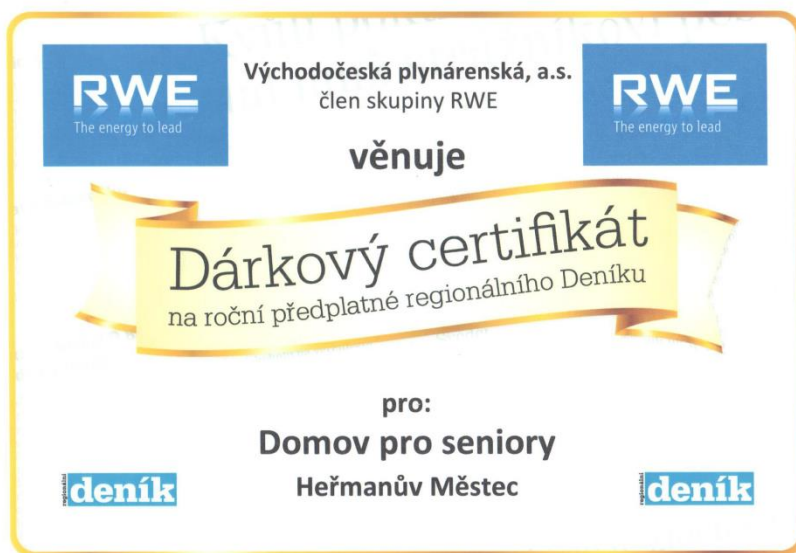 RWE
The energy to lead
Východočeská plynárenská, a.s.
člen skupiny RWE
věnuje
RWE
The energy to lead
Dárkový certifikát
na roční předplatné regionálního Deníku
pro:
Domov pro seniory
Heřmanův Městec
regionální
deník
regionální
deník